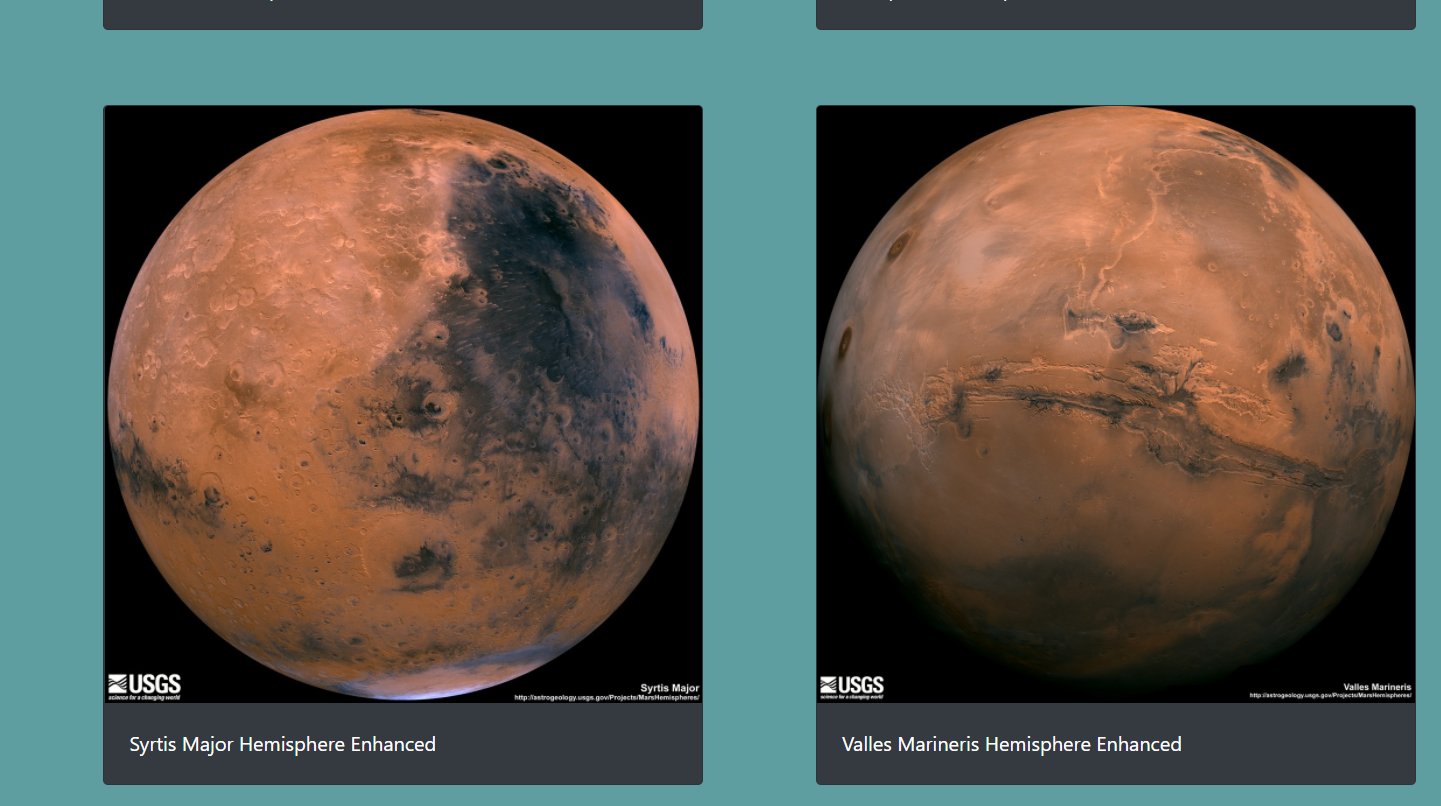 USGS
science for a changing world
Syrtis Major
http://astrogeology.usgs.gov/Projects/MarsHemispheres/
Syrtis Major Hemisphere Enhanced
USGS
science for a changing world
Valles Marineris
http://astrogeology.usgs.gov/Projects/MarsHemispheres/
Valles Marineris Hemisphere Enhanced